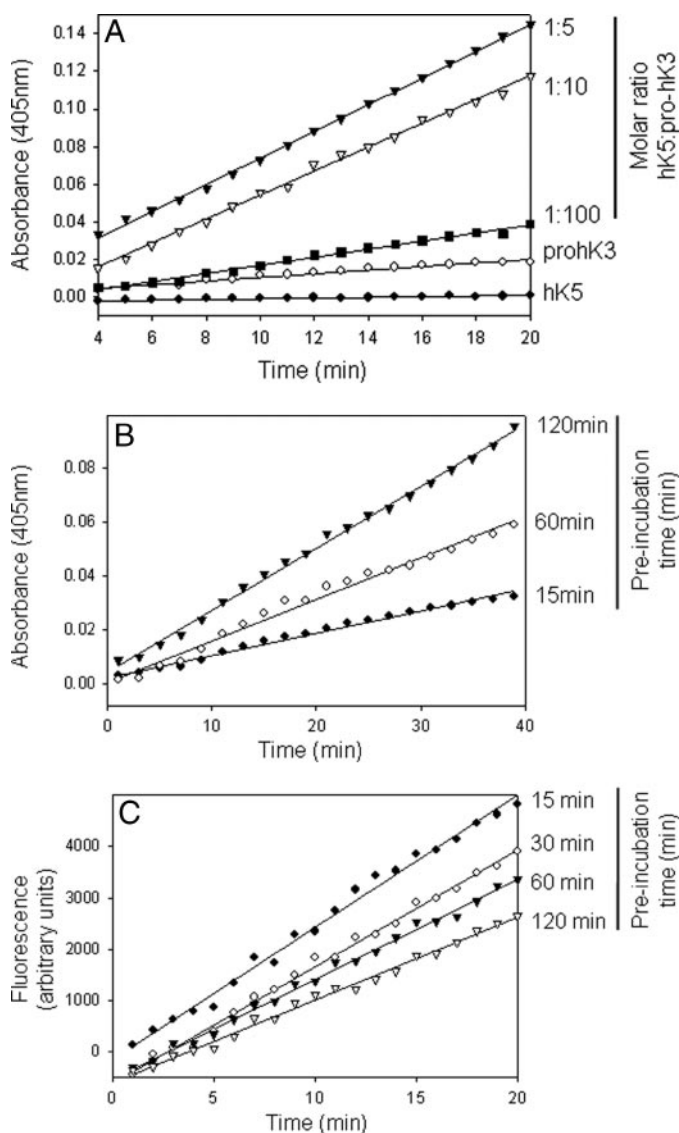 A
Absorbance (405nm)
0.14
0.12
0.10
0.08
0.06
0.04
0.02
0.00
4 6 8 10 12 14 16 18 20
Time (min)
1:5
1:10
1:100
prohK3
hK5
Molar ratio
hK5:pro-hK3
B
Absorbance (405nm)
0.08
0.06
0.04
0.02
0.00
0 10 20 30 40
Time (min)
120min
60min
15min
Pre-incubation
time (min)
C
Fluorescence
(arbitrary units)
4000
3000
2000
1000
0
0 5 10 15 20
Time (min)
15 min
30 min
60 min
120 min
Pre-incubation
time (min)